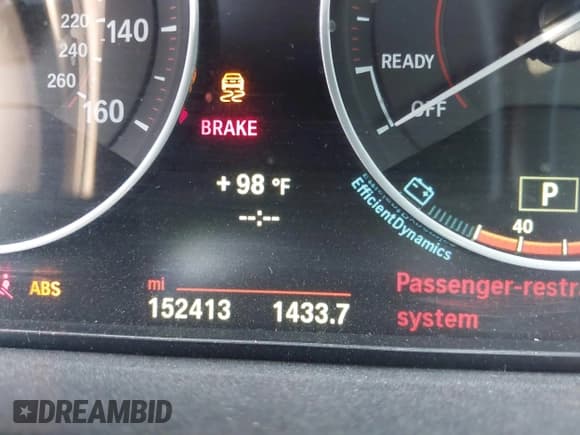 220
140
240
260
160
BRAKE
READY
OFF
+ 98 °F
--:--
EfficientDynamics
P
40
ABS
mi
152413
1433.7
Passenger-restra
system
DREAMBID